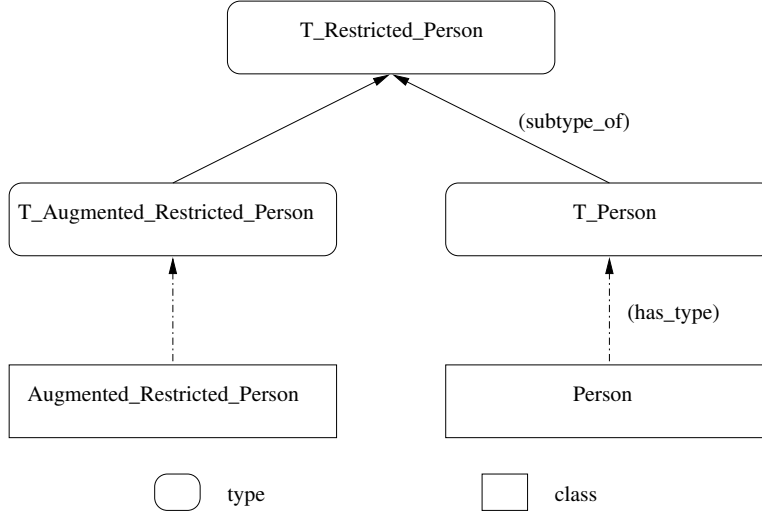 T_Restricted_Person
(subtype_of)
T_Augmented_Restricted_Person
T_Person
(has_type)
Augmented_Restricted_Person
Person
type
class